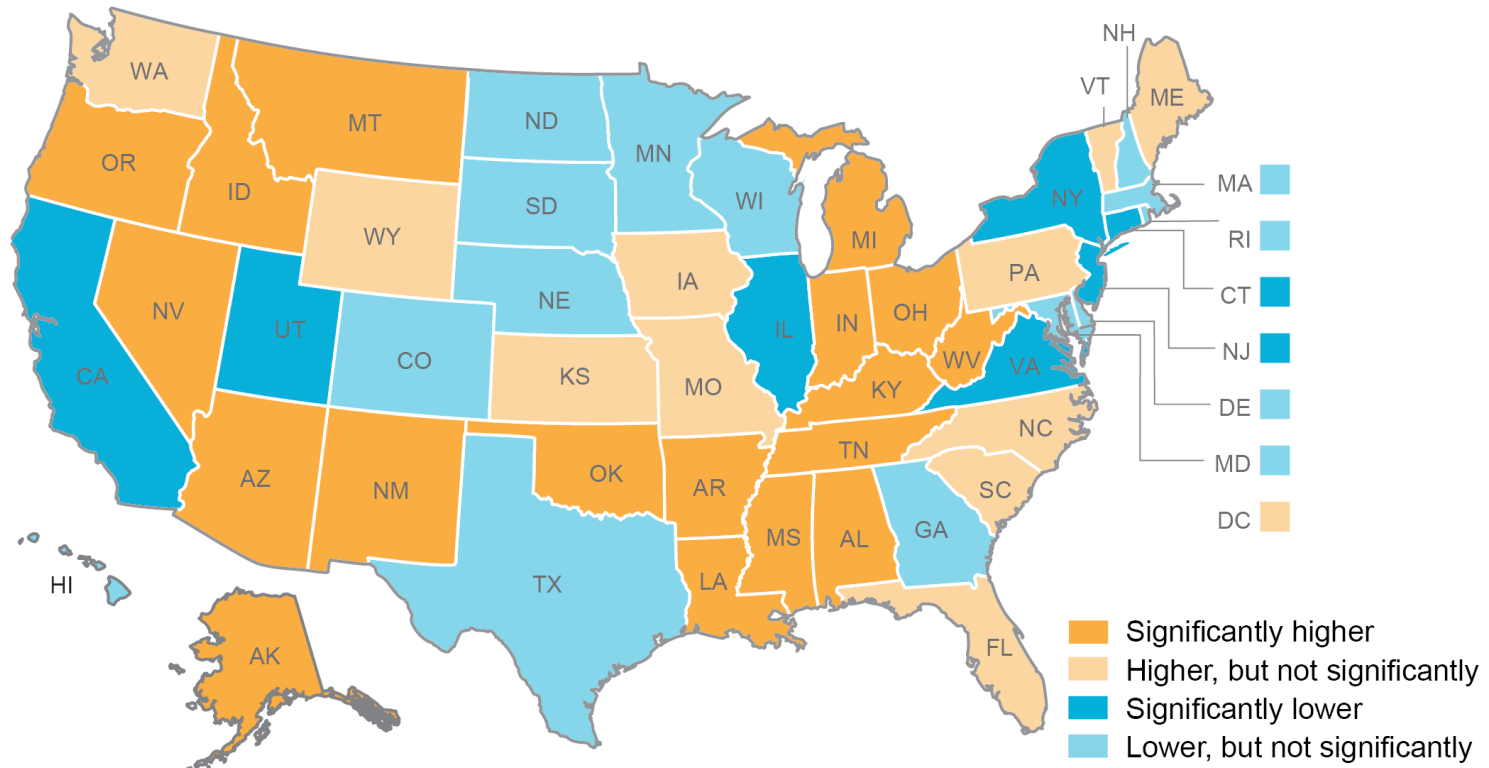 NH
WA
VT
ME
MT
ND
OR
MN
ID
SD
WI
MA
NY
WY
MI
RI
IA
PA
NE
CT
NV
UT
IL
IN
OH
CO
NJ
CA
KS
MO
WV
VA
KY
DE
NC
TN
MD
AZ
NM
OK
AR
SC
DC
MS
AL
GA
HI
TX
LA
AK
FL
Significantly higher
Higher, but not significantly
Significantly lower
Lower, but not significantly